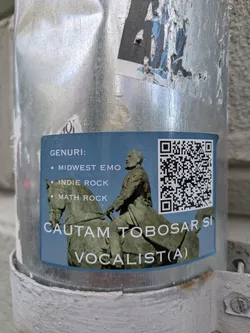 GENURI:
• MIDWEST EMO
• INDIE ROCK
• MATH ROCK
CAUTAM TOBOSAR SI
VOCALIST(A)